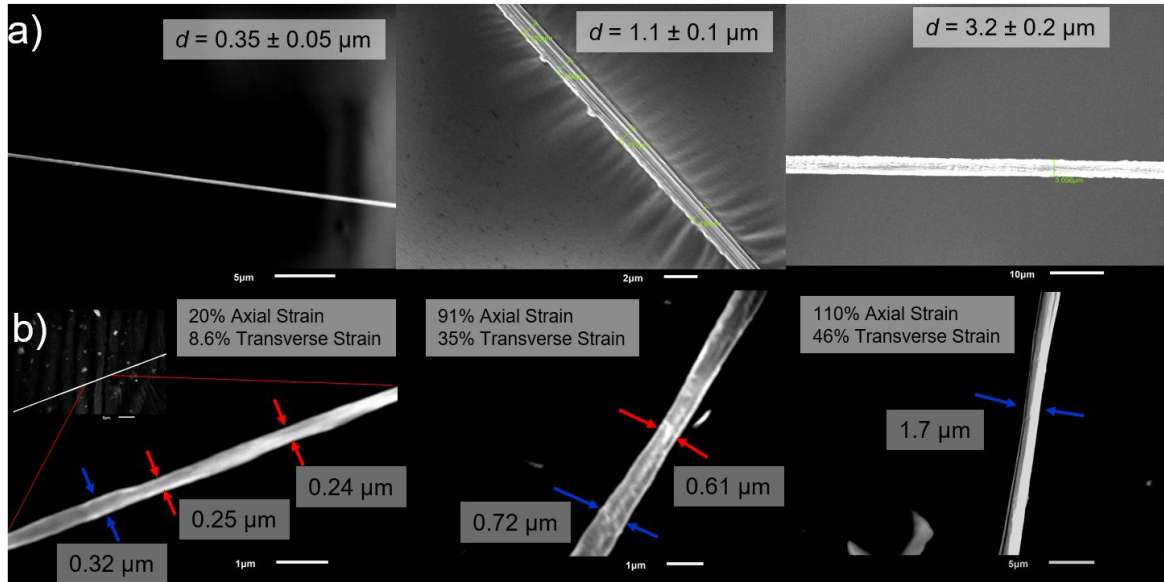 a)
d = 0.35 ± 0.05 µm
d = 1.1 ± 0.1 µm
d = 3.2 ± 0.2 µm
5µm
2µm
10µm
b)
20% Axial Strain
8.6% Transverse Strain
91% Axial Strain
35% Transverse Strain
110% Axial Strain
46% Transverse Strain
0.24 µm
0.25 µm
0.32 µm
1µm
0.61 µm
0.72 µm
1µm
1.7 µm
5µm